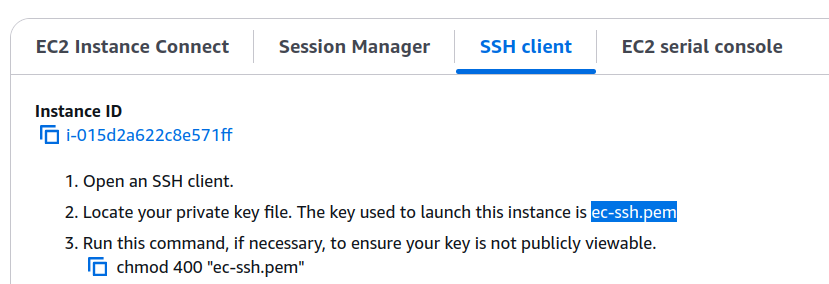 EC2 Instance Connect
Session Manager
SSH client
EC2 serial console
Instance ID
i-015d2a622c8e571ff
1. Open an SSH client.
2. Locate your private key file. The key used to launch this instance is ec-ssh.pem
3. Run this command, if necessary, to ensure your key is not publicly viewable.
chmod 400 "ec-ssh.pem"